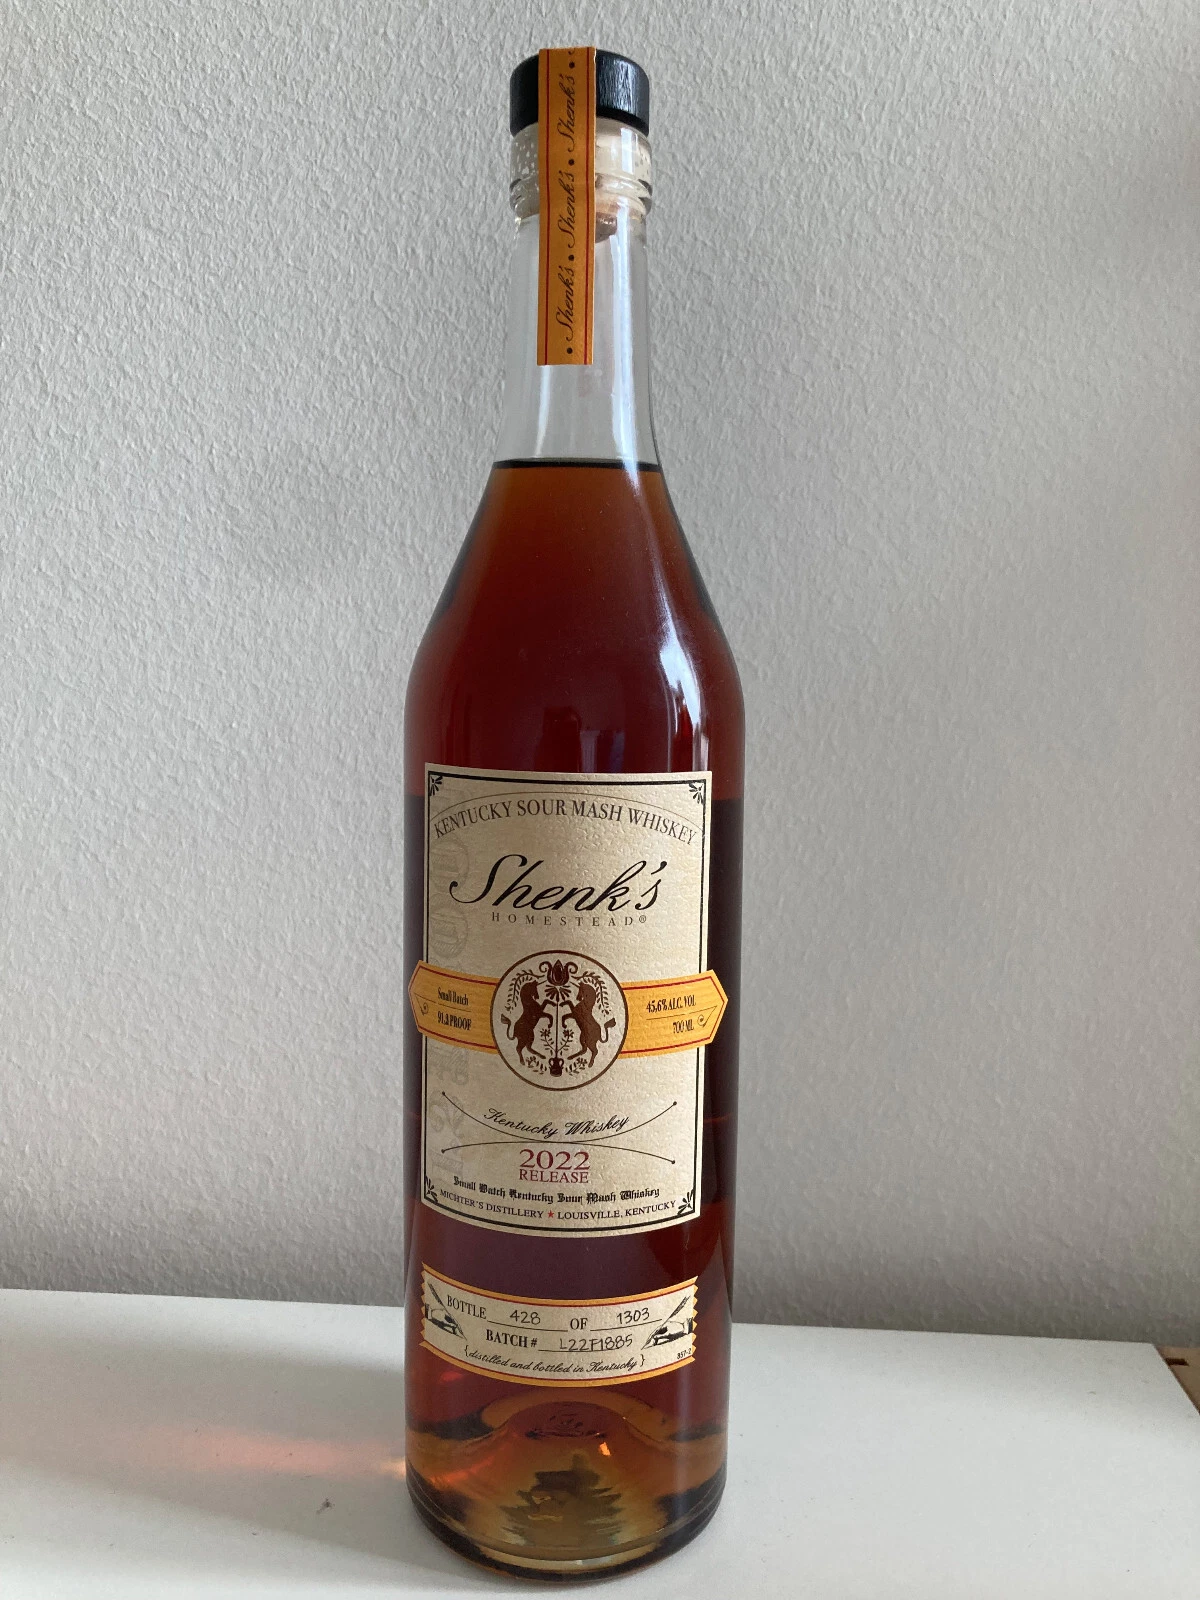 Shenk's • Shenk's • Shenk's •
KENTUCKY SOUR MASH WHISKEY
Shenk's
HOMESTEAD®
Small Batch
91.2 PROOF
45,6% ALC. VOL
700 ML
Kentucky Whiskey
2022
RELEASE
Small Batch Kentucky Sour Mash Whiskey
MICHTER'S DISTILLERY ★ LOUISVILLE, KENTUCKY
BOTTLE 428 OF 1303
BATCH # L22F1885
{distilled and bottled in Kentucky}